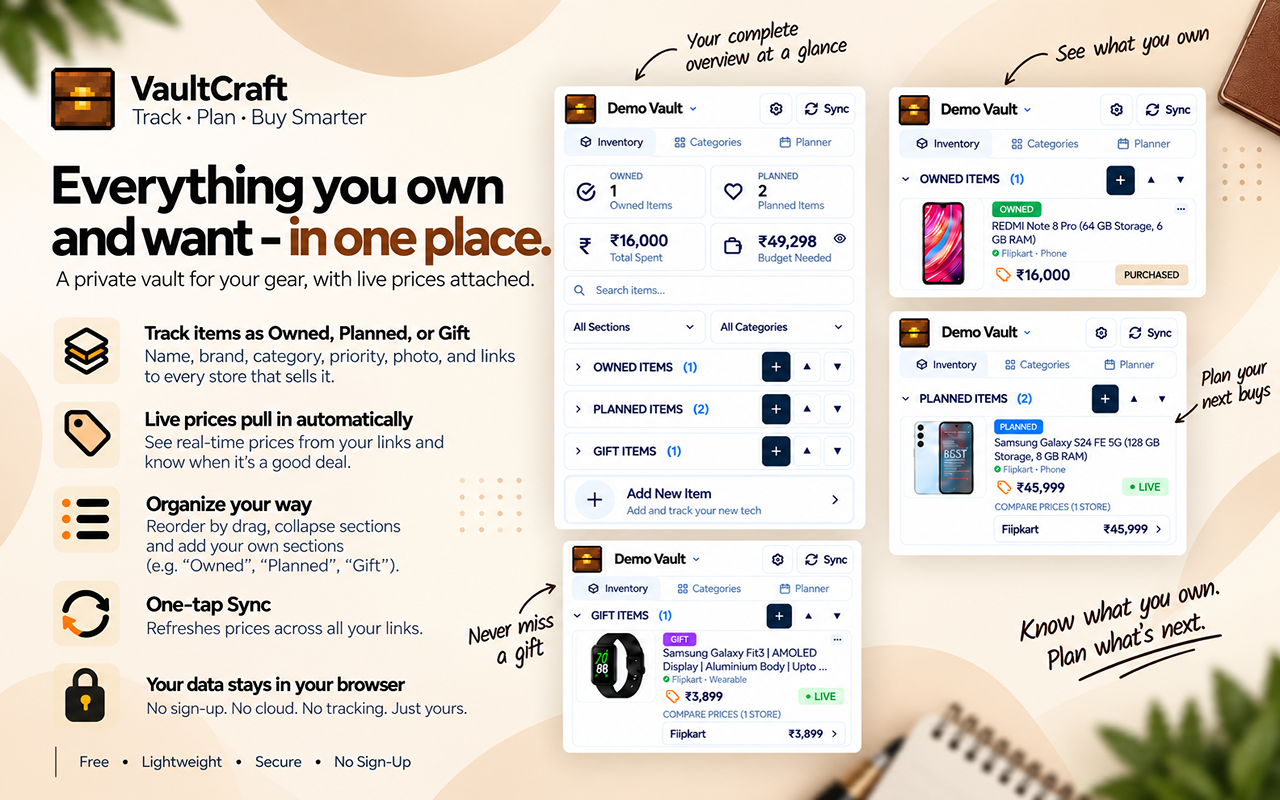 VaultCraft
Track • Plan • Buy Smarter
Everything you own
and want - in one place.
A private vault for your gear, with live prices attached.
Track items as Owned, Planned, or Gift
Name, brand, category, priority, photo, and links
to every store that sells it.
Live prices pull in automatically
See real-time prices from your links and
know when it's a good deal.
Organize your way
Reorder by drag, collapse sections
and add your own sections
(e.g. “Owned”, “Planned”, “Gift”).
One-tap Sync
Refreshes prices across all your links.
Your data stays in your browser
No sign-up. No cloud. No tracking. Just yours.
Free • Lightweight • Secure • No Sign-Up
Your complete
overview at a glance
Demo Vault
Sync
Inventory
Categories
Planner
OWNED
1
Owned Items
PLANNED
2
Planned Items
₹
₹16,000
Total Spent
₹49,298
Budget Needed
Search items...
All Sections
All Categories
OWNED ITEMS (1)
PLANNED ITEMS (2)
GIFT ITEMS (1)
Add New Item
Add and track your new tech
Never miss
a gift
Demo Vault
Sync
Inventory
Categories
Planner
GIFT ITEMS (1)
GIFT
Samsung Galaxy Fit3 | AMOLED
Display | Aluminium Body | Upto ...
Flipkart • Wearable
₹3,899
LIVE
COMPARE PRICES (1 STORE)
Fiipkart
₹3,899
70
88
See what you own
Demo Vault
Sync
Inventory
Categories
Planner
OWNED ITEMS (1)
OWNED
REDMI Note 8 Pro (64 GB Storage, 6
GB RAM)
Flipkart • Phone
₹16,000
PURCHASED
Demo Vault
Sync
Inventory
Categories
Planner
PLANNED ITEMS (2)
PLANNED
Samsung Galaxy S24 FE 5G (128 GB
Storage, 8 GB RAM)
Flipkart • Phone
₹45,999
LIVE
COMPARE PRICES (1 STORE)
Fiipkart
₹45,999
BEST
Plan your
next buys
Know what you own.
Plan what's next.